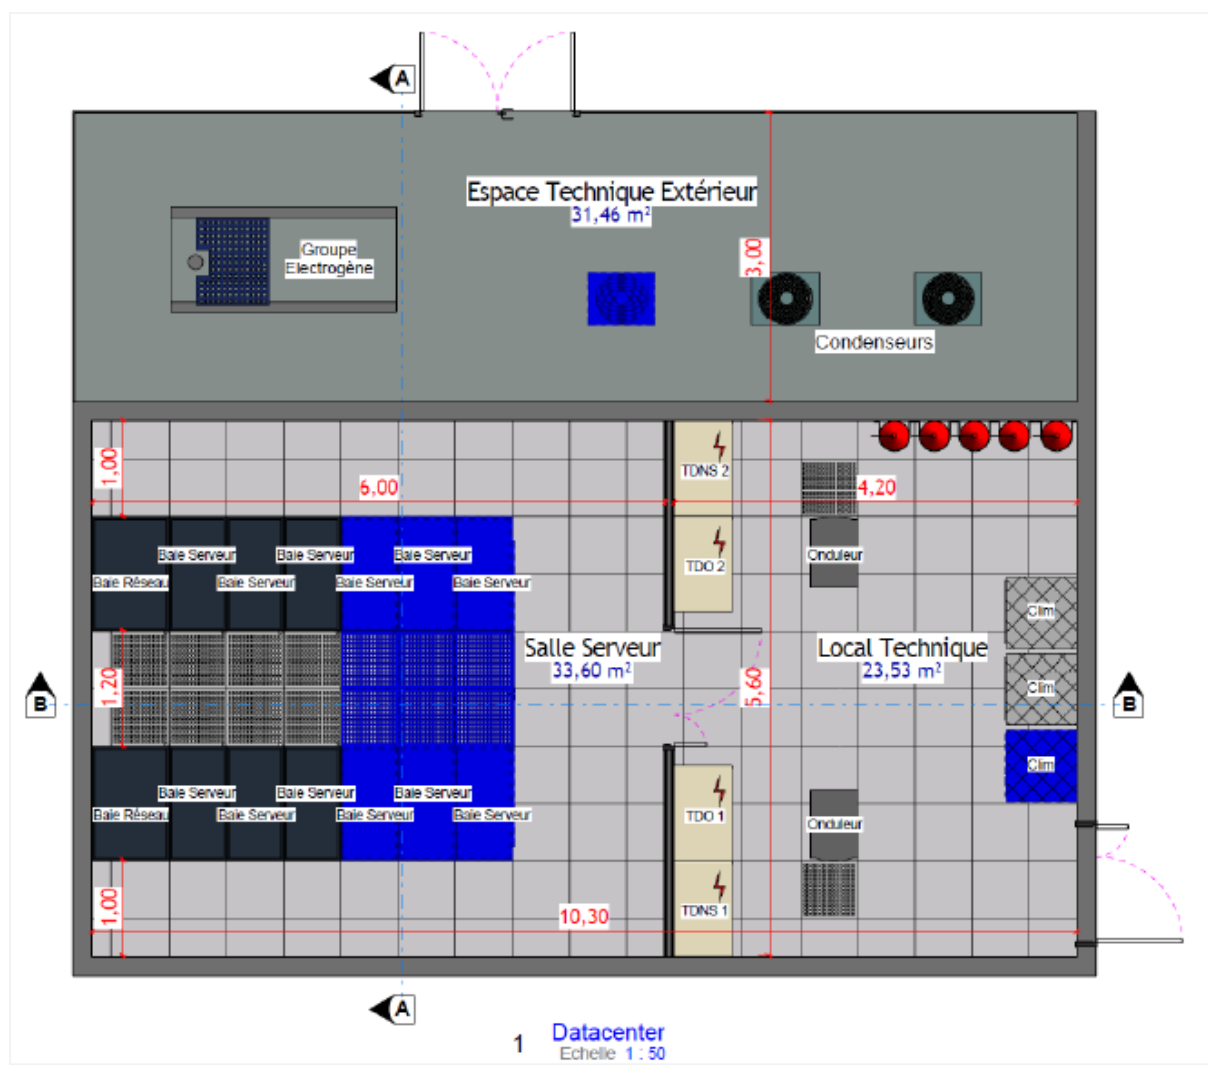 A
Espace Technique Extérieur
31,46 m²
Groupe
Electrogène
3,00
Condenseurs
1,00
6,00
TDNS 2
4,20
Baie Serveur
Baie Serveur
Baie Serveur
TDO 2
Onduleur
Baie Réseau
Baie Serveur
Baie Serveur
Baie Serveur
Clim
Salle Serveur
33,60 m²
Local Technique
23,53 m²
1,20
5,60
Clim
B
B
Clim
Baie Serveur
Baie Serveur
Baie Serveur
Baie Réseau
Baie Serveur
Baie Serveur
Baie Serveur
TDO 1
Onduleur
1,00
10,30
TDNS 1
A
1 Datacenter
Echelle 1 : 50